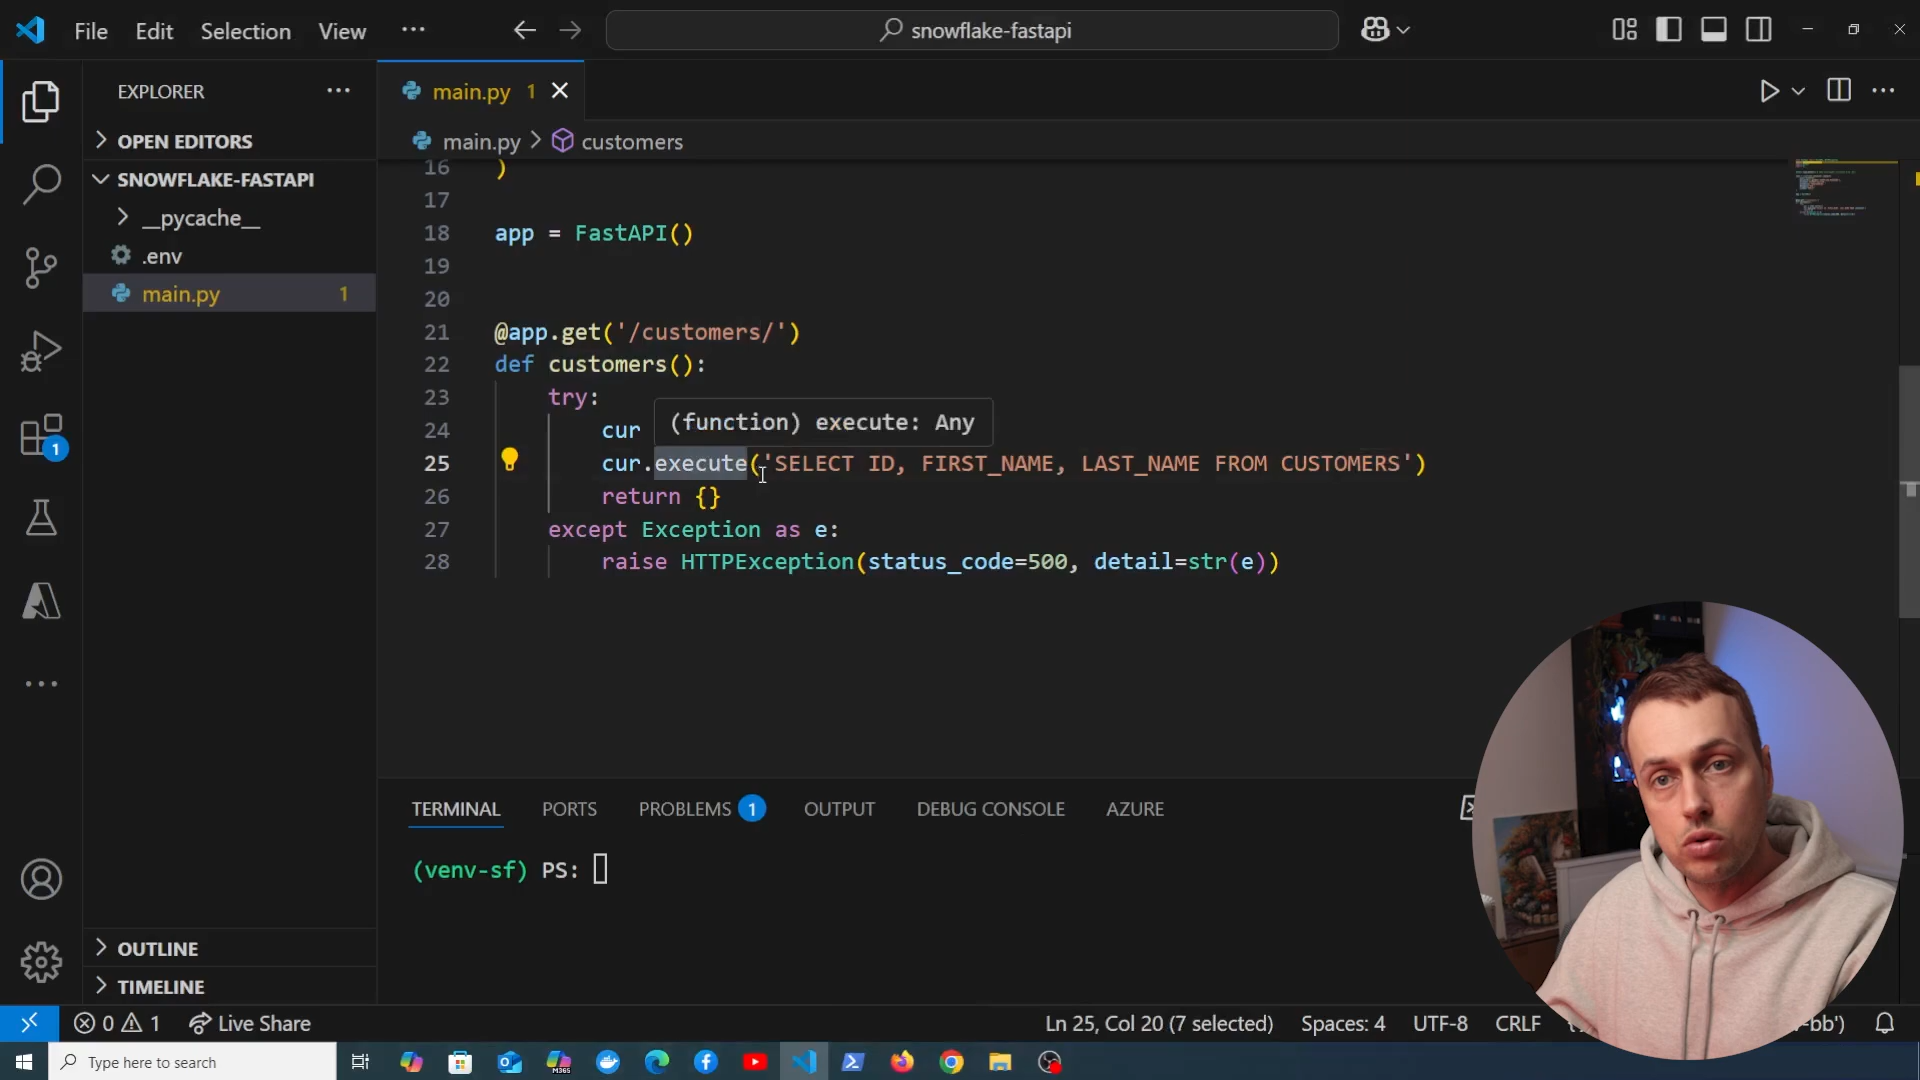 File Edit Selection View ··· snowflake-fastapi
EXPLORER ···
OPEN EDITORS
SNOWFLAKE-FASTAPI
__pycache__
.env
main.py 1
OUTLINE
TIMELINE
1
main.py 1
main.py > customers
16 )
17
18 app = FastAPI()
19
20
21 @app.get('/customers/')
22 def customers():
23 try:
24 cur
(function) execute: Any
25 cur.execute('SELECT ID, FIRST_NAME, LAST_NAME FROM CUSTOMERS')
26 return {}
27 except Exception as e:
28 raise HTTPException(status_code=500, detail=str(e))
TERMINAL PORTS PROBLEMS 1 OUTPUT DEBUG CONSOLE AZURE
(venv-sf) PS:
0 1 Live Share Ln 25, Col 20 (7 selected) Spaces: 4 UTF-8 CRLF
Type here to search